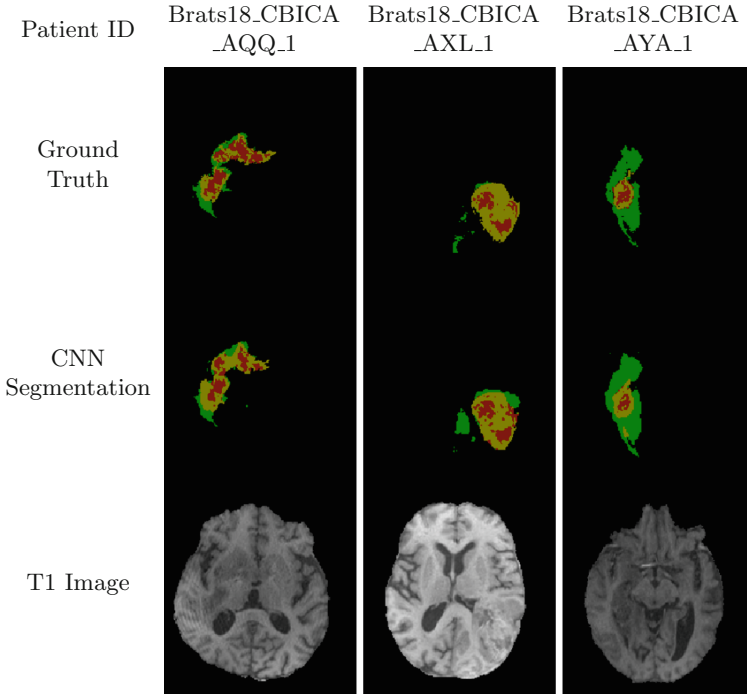 Patient ID
Brats18_CBICA
_AQQ_1
Brats18_CBICA
_AXL_1
Brats18_CBICA
_AYA_1
Ground
Truth
CNN
Segmentation
T1 Image